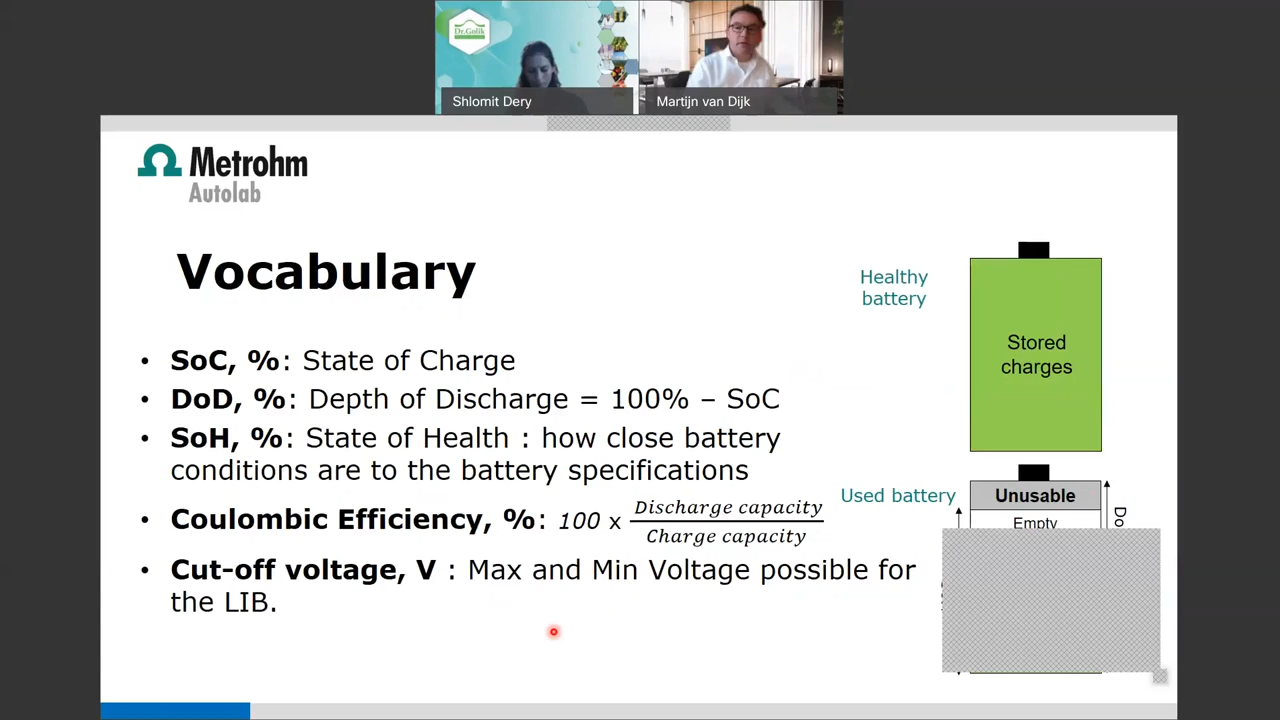 Dr.Golik
Shlomit Dery
Martijn van Dijk
Metrohm
Autolab
Vocabulary
• SoC, %: State of Charge
• DoD, %: Depth of Discharge = 100% – SoC
• SoH, %: State of Health : how close battery
conditions are to the battery specifications
• Coulombic Efficiency, %: 100 x Discharge capacity
Charge capacity
• Cut-off voltage, V : Max and Min Voltage possible for
the LIB.
Healthy
battery
Stored
charges
Used battery
Unusable
Empty